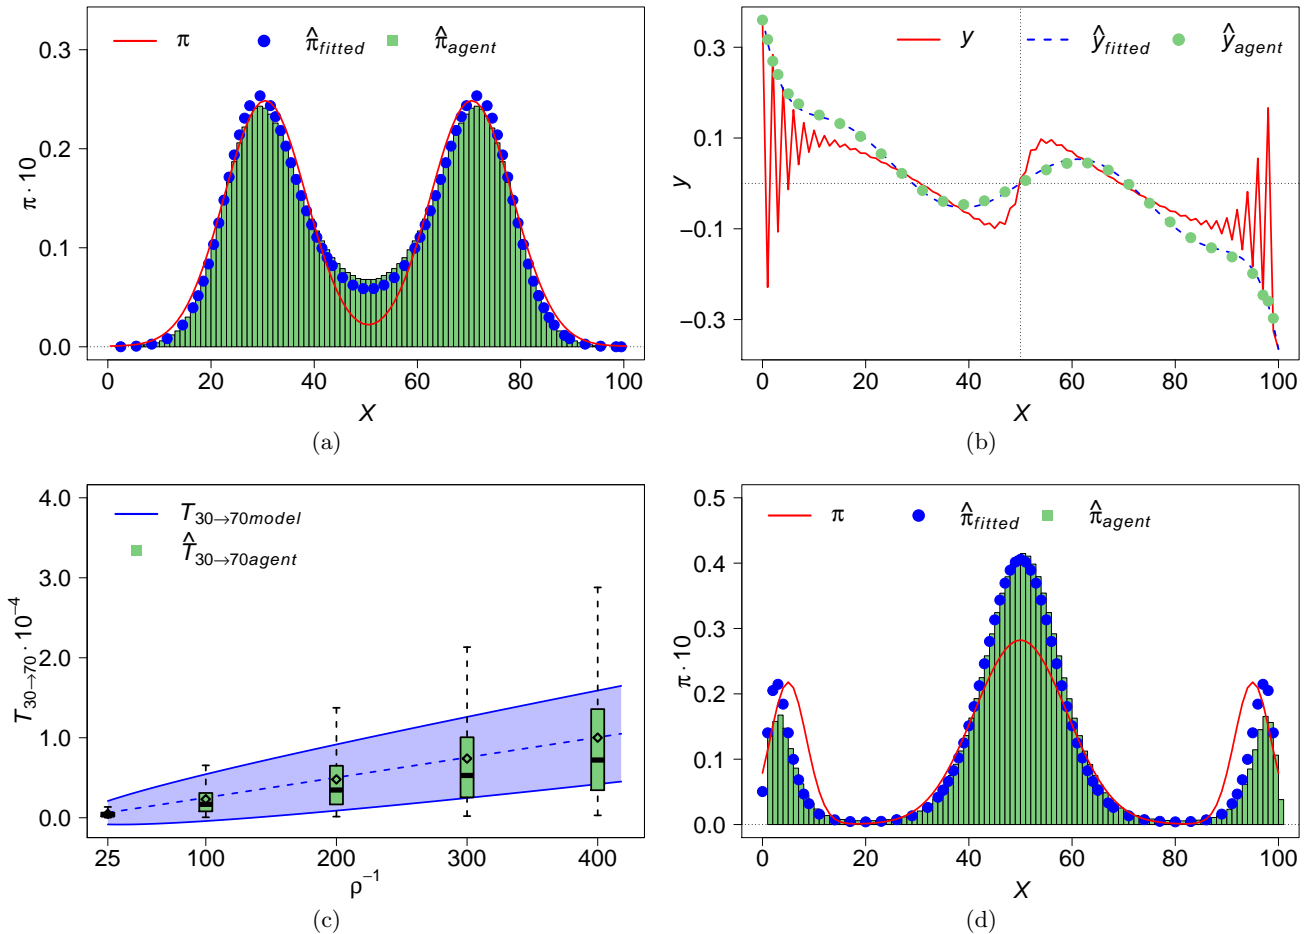 π π̂fitted π̂agent
0.3
0.2
0.1
0.0
π · 10
0 20 40 60 80 100
X
(a)
y ŷfitted ŷagent
0.3
0.1
−0.1
−0.3
y
0 20 40 60 80 100
X
(b)
T30→70model
T̂30→70agent
4.0
3.0
2.0
1.0
0.0
T30→70 · 10−4
25 100 200 300 400
ρ−1
(c)
π π̂fitted π̂agent
0.5
0.4
0.3
0.2
0.1
0.0
π · 10
0 20 40 60 80 100
X
(d)